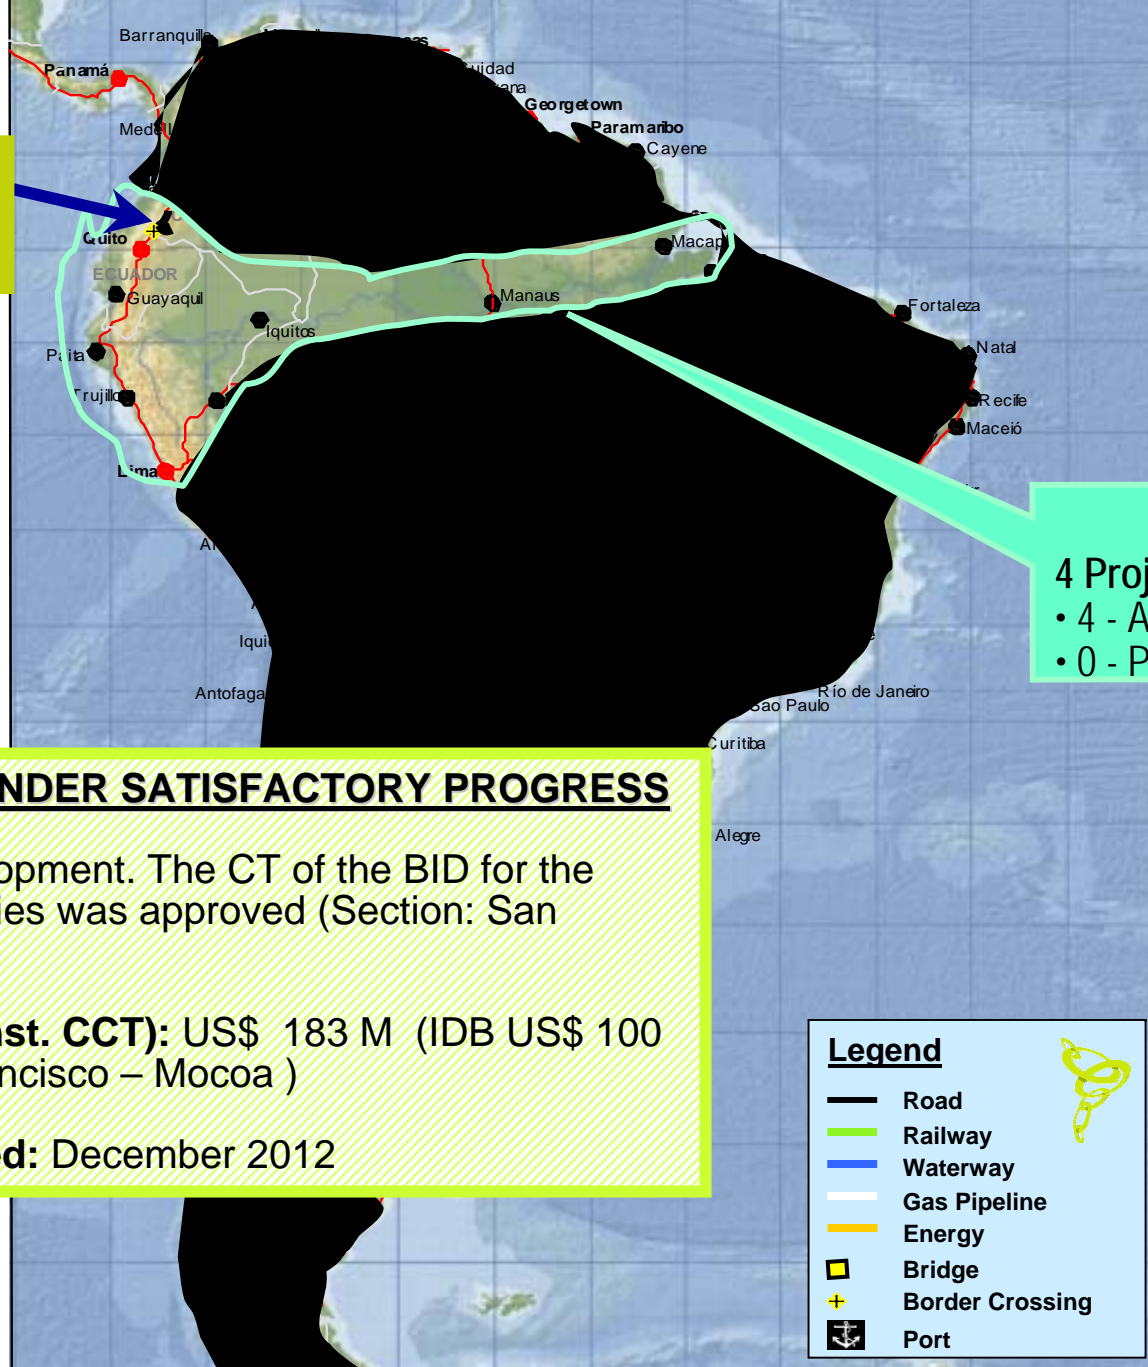 Barranquilla
Panamá
Georgetown
Paramaribo
Cayene
Quito
Macap
ECUADOR
Guayaquil
Manaus
Iquitos
Fortaleza
Paita
Natal
Trujillo
Recife
Maceió
Lima
4 Proj
• 4 - A
• 0 - P
Iqui
Antofaga
Río de Janeiro
Sao Paulo
Curitiba
Alegre
NDER SATISFACTORY PROGRESS
opment. The CT of the BID for the
ies was approved (Section: San
nst. CCT): US$ 183 M (IDB US$ 100
ncisco – Mocoa )
ed: December 2012
Legend
Road
Railway
Waterway
Gas Pipeline
Energy
Bridge
Border Crossing
Port